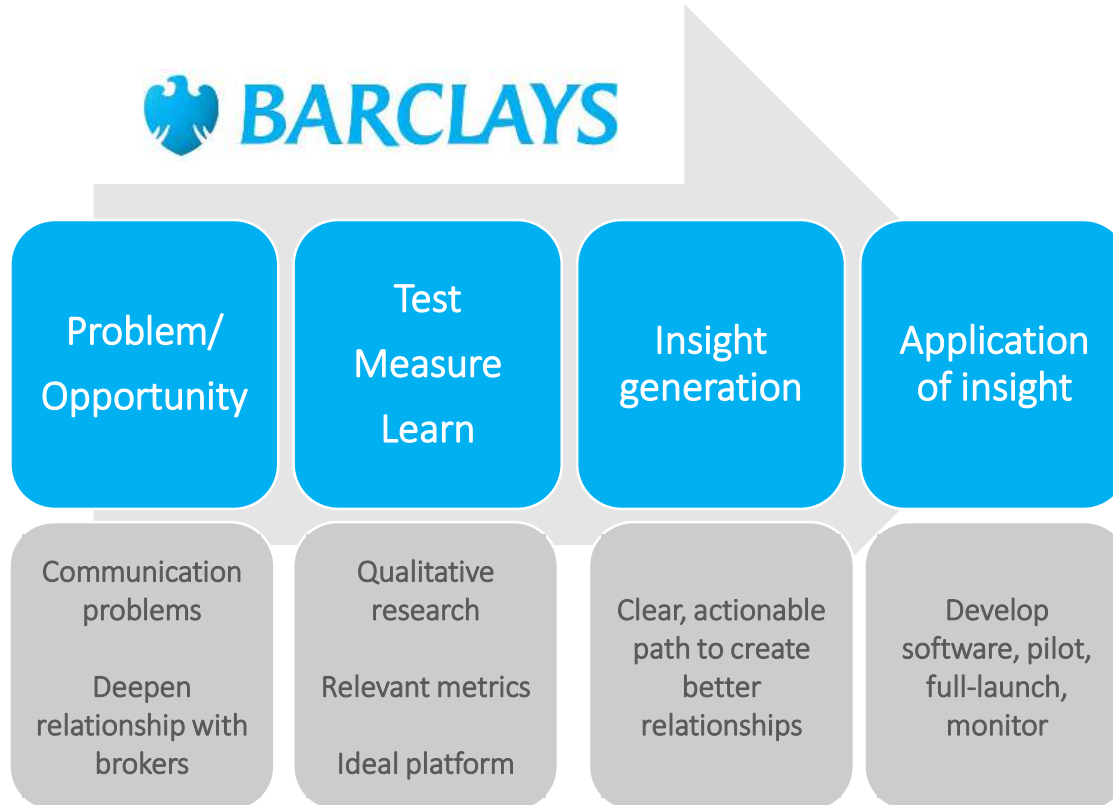 BARCLAYS
Problem/
Opportunity
Test
Measure
Learn
Insight
generation
Application
of insight
Communication
problems
Deepen
relationship with
brokers
Qualitative
research
Relevant metrics
Ideal platform
Clear, actionable
path to create
better
relationships
Develop
software, pilot,
full-launch,
monitor